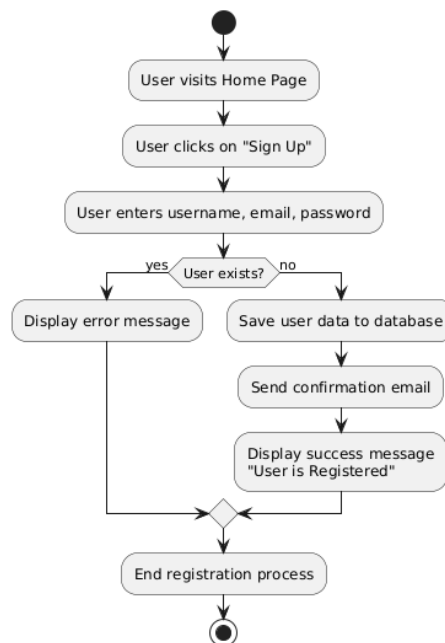 User visits Home Page
User clicks on "Sign Up"
User enters username, email, password
User exists?
yes
no
Display error message
Save user data to database
Send confirmation email
Display success message
"User is Registered"
End registration process